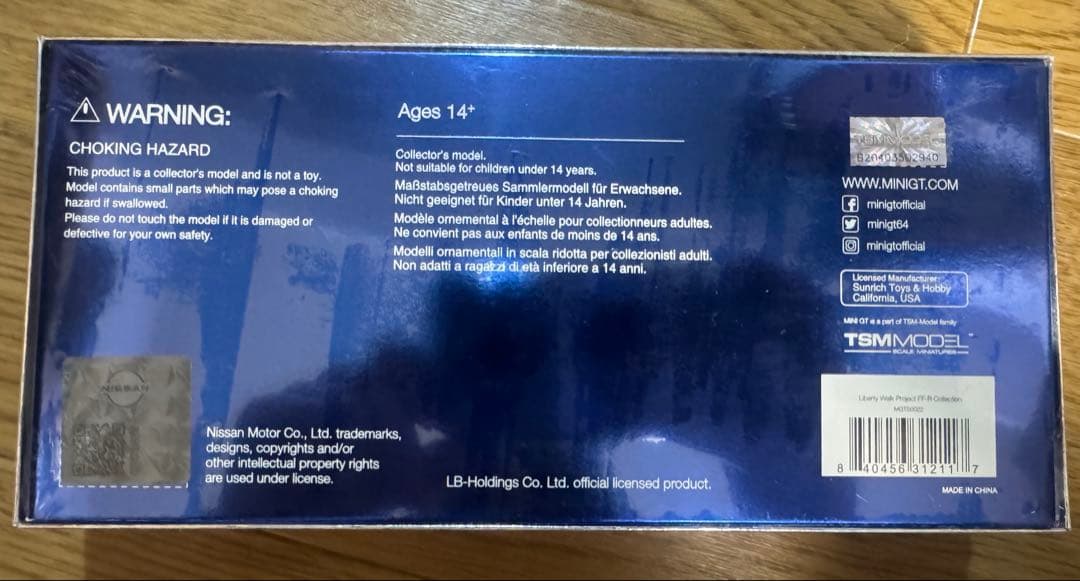 WARNING:
CHOKING HAZARD
This product is a collector's model and is not a toy.
Model contains small parts which may pose a choking
hazard if swallowed.
Please do not touch the model if it is damaged or
defective for your own safety.
Ages 14+
Collector's model.
Not suitable for children under 14 years.
Maßstabsgetreues Sammlermodell für Erwachsene.
Nicht geeignet für Kinder unter 14 Jahren.
Modèle ornemental à l'échelle pour collectionneurs adultes.
Ne convient pas aux enfants de moins de 14 ans.
Modelli ornamentali in scala ridotta per collezionisti adulti.
Non adatti a ragazzi di età inferiore a 14 anni.
WWW.MINIGT.COM
minigtofficial
minigt64
minigtofficial
Licensed Manufacturer:
Sunrich Toys & Hobby
California, USA
MINI GT is a part of TSM-Model family
TSMMODEL™
SCALE MINIATURES
Liberty Walk Project FF-R Collection
8 40456 31211 7
MADE IN CHINA
NISSAN
Nissan Motor Co., Ltd. trademarks,
designs, copyrights and/or
other intellectual property rights
are used under license.
LB-Holdings Co. Ltd. official licensed product.